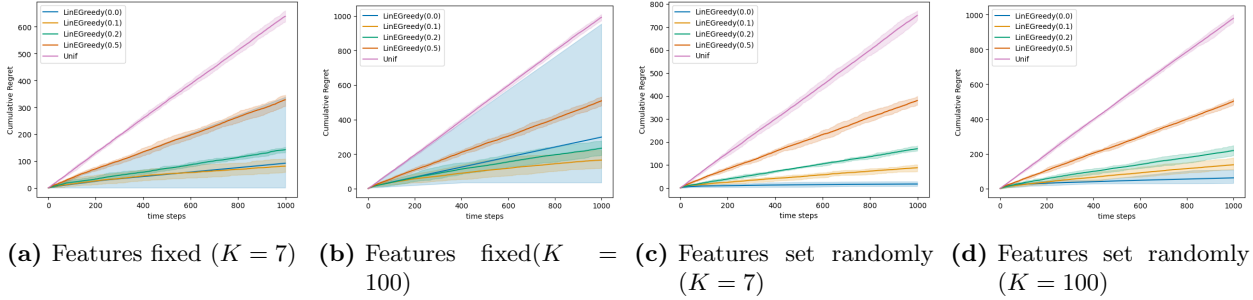 LinEGreedy(0.0)
LinEGreedy(0.1)
LinEGreedy(0.2)
LinEGreedy(0.5)
Unif
Cumulative Regret
600
500
400
300
200
100
0
0 200 400 600 800 1000
time steps
LinEGreedy(0.0)
LinEGreedy(0.1)
LinEGreedy(0.2)
LinEGreedy(0.5)
Unif
Cumulative Regret
1000
800
600
400
200
0
0 200 400 600 800 1000
time steps
LinEGreedy(0.0)
LinEGreedy(0.1)
LinEGreedy(0.2)
LinEGreedy(0.5)
Unif
Cumulative Regret
800
700
600
500
400
300
200
100
0
0 200 400 600 800 1000
time steps
LinEGreedy(0.0)
LinEGreedy(0.1)
LinEGreedy(0.2)
LinEGreedy(0.5)
Unif
Cumulative Regret
1000
800
600
400
200
0
0 200 400 600 800 1000
time steps
(a) Features fixed (K = 7)
(b) Features fixed(K =
100)
(c) Features set randomly
(K = 7)
(d) Features set randomly
(K = 100)